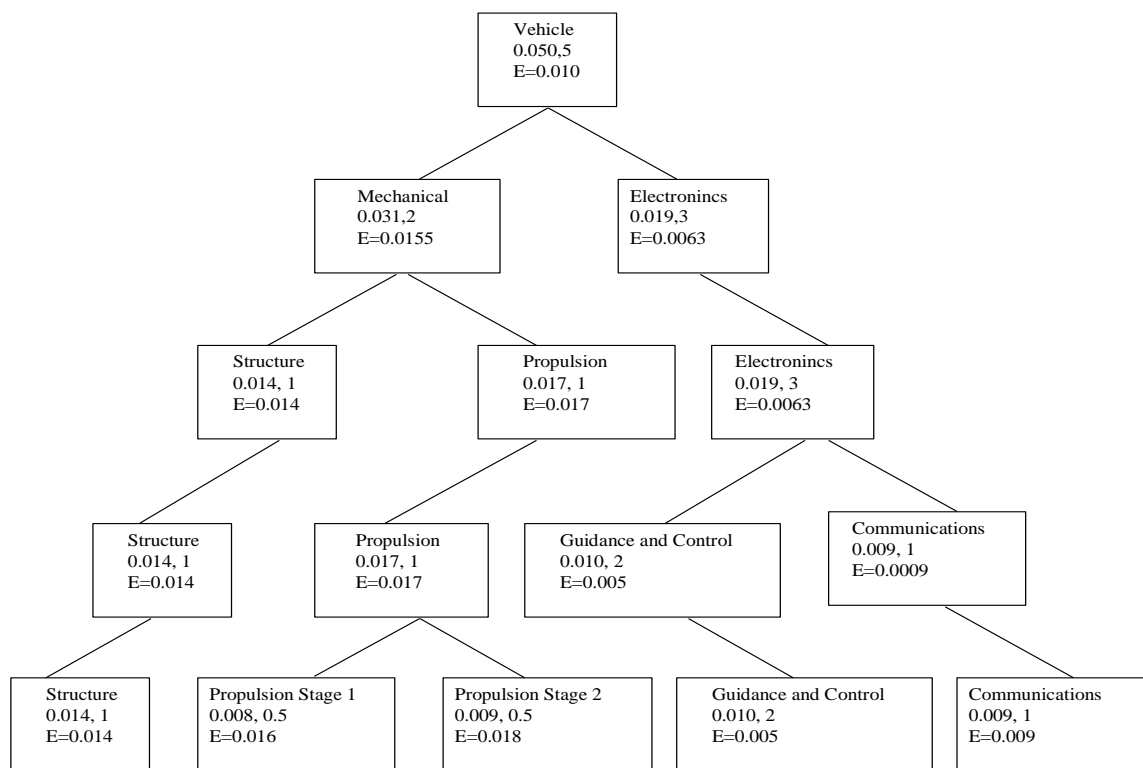 Vehicle
0.050,5
E=0.010
Mechanical
0.031,2
E=0.0155
Electronincs
0.019,3
E=0.0063
Structure
0.014, 1
E=0.014
Propulsion
0.017, 1
E=0.017
Electronincs
0.019, 3
E=0.0063
Structure
0.014, 1
E=0.014
Propulsion
0.017, 1
E=0.017
Guidance and Control
0.010, 2
E=0.005
Communications
0.009, 1
E=0.0009
Structure
0.014, 1
E=0.014
Propulsion Stage 1
0.008, 0.5
E=0.016
Propulsion Stage 2
0.009, 0.5
E=0.018
Guidance and Control
0.010, 2
E=0.005
Communications
0.009, 1
E=0.009